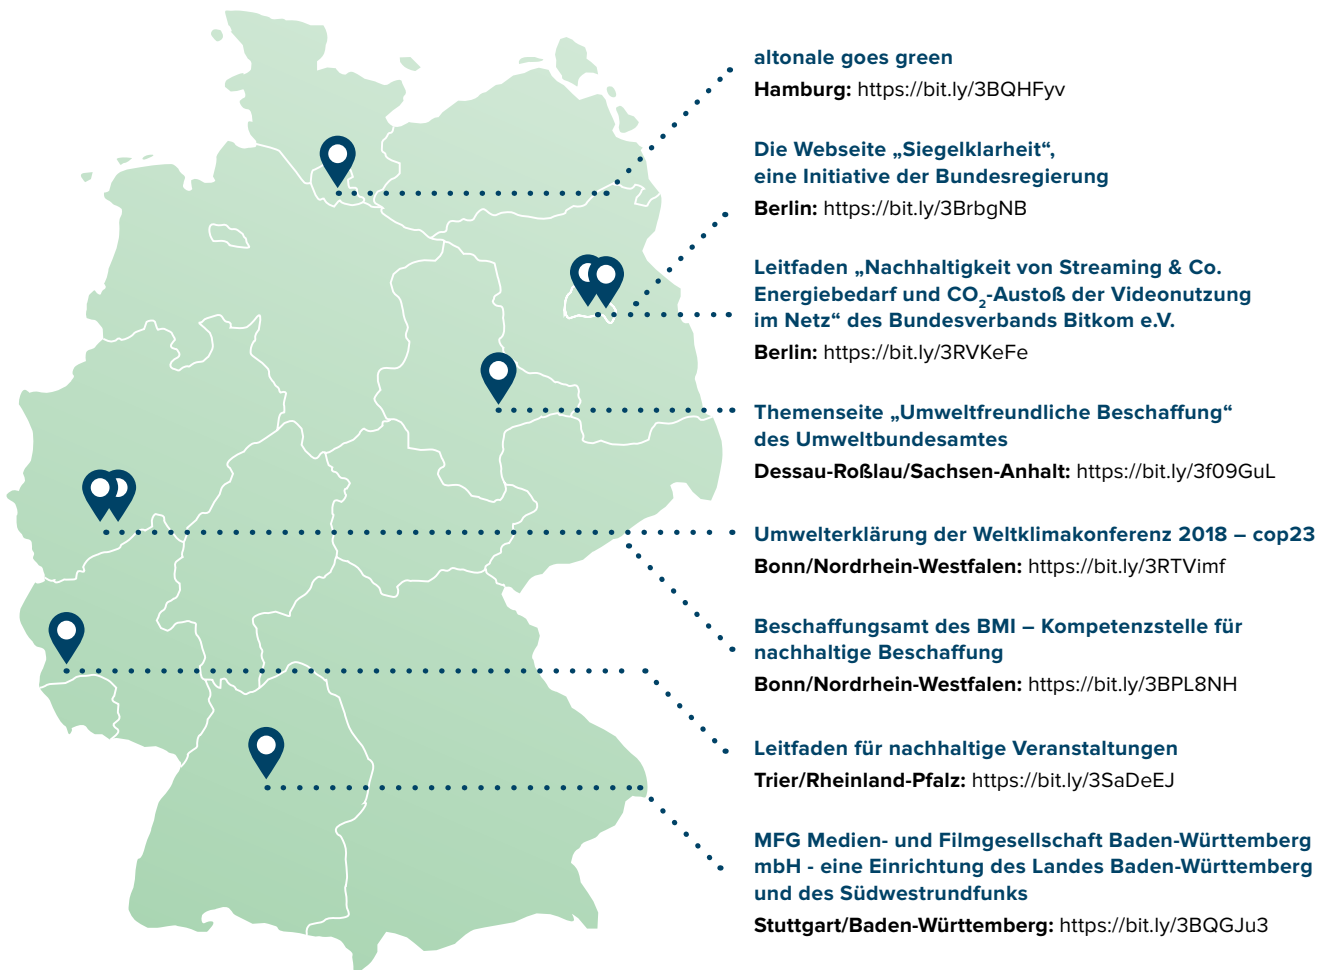 altonale goes green
Hamburg: https://bit.ly/3BQHFyv
Die Webseite „Siegelklarheit“,
eine Initiative der Bundesregierung
Berlin: https://bit.ly/3BrbgNB
Leitfaden „Nachhaltigkeit von Streaming & Co.
Energiebedarf und CO₂-Austoß der Videonutzung
im Netz“ des Bundesverbands Bitkom e.V.
Berlin: https://bit.ly/3RVKeFe
Themenseite „Umweltfreundliche Beschaffung“
des Umweltbundesamtes
Dessau-Roßlau/Sachsen-Anhalt: https://bit.ly/3f09GuL
Umwelterklärung der Weltklimakonferenz 2018 – cop23
Bonn/Nordrhein-Westfalen: https://bit.ly/3RTVimf
Beschaffungsamt des BMI – Kompetenzstelle für
nachhaltige Beschaffung
Bonn/Nordrhein-Westfalen: https://bit.ly/3BPL8NH
Leitfaden für nachhaltige Veranstaltungen
Trier/Rheinland-Pfalz: https://bit.ly/3SaDeEJ
MFG Medien- und Filmgesellschaft Baden-Württemberg
mbH - eine Einrichtung des Landes Baden-Württemberg
und des Südwestrundfunks
Stuttgart/Baden-Württemberg: https://bit.ly/3BQGJu3